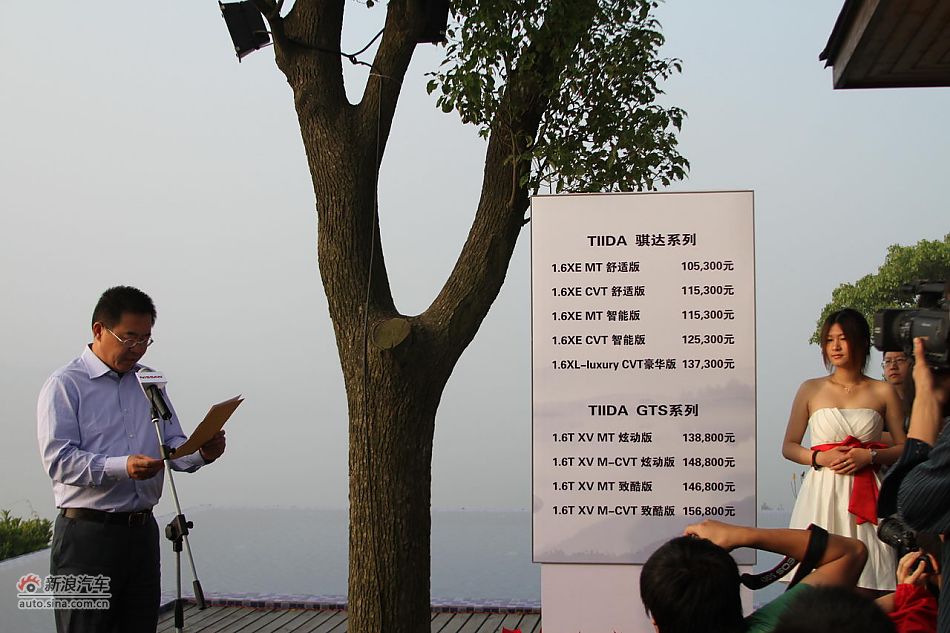 TIIDA 骐达系列
1.6XE MT 舒适版 105,300元
1.6XE CVT 舒适版 115,300元
1.6XE MT 智能版 115,300元
1.6XE CVT 智能版 125,300元
1.6XL-luxury CVT豪华版 137,300元
TIIDA GTS系列
1.6T XV MT 炫动版 138,800元
1.6T XV M-CVT 炫动版 148,800元
1.6T XV MT 致酷版 146,800元
1.6T XV M-CVT 致酷版 156,800元
NISSAN
新浪汽车
auto.sina.com.cn